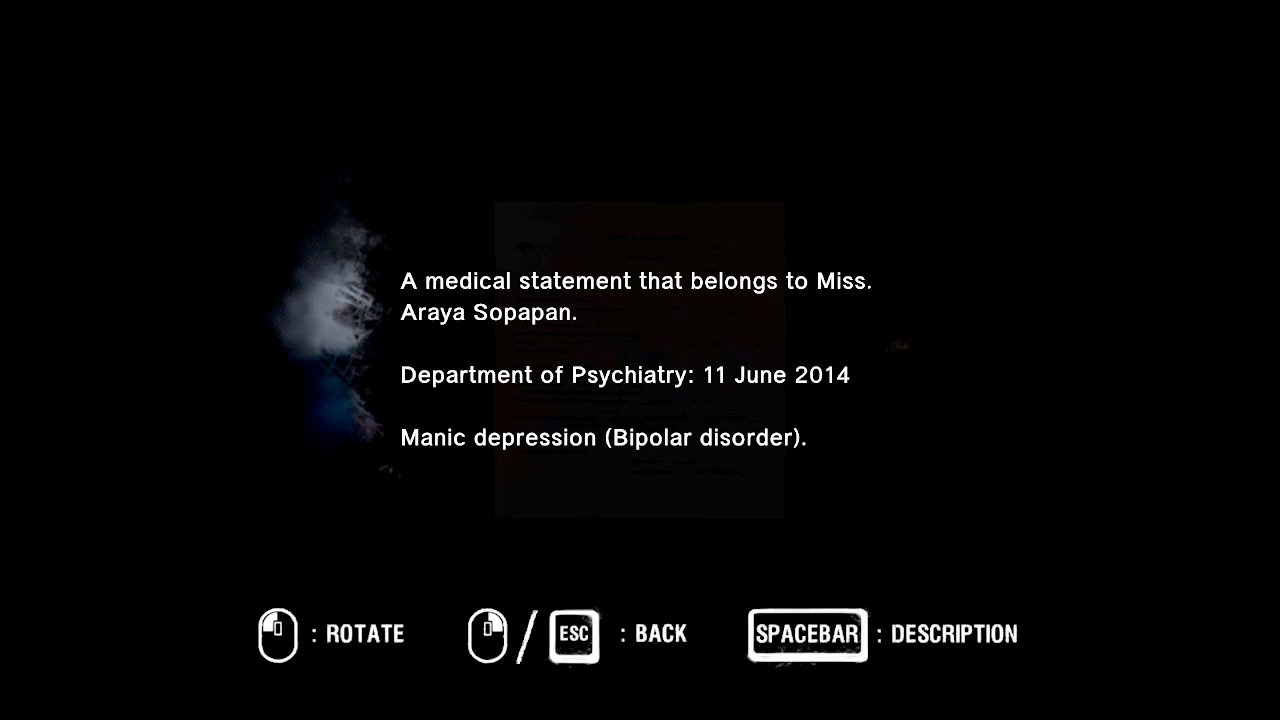 A medical statement that belongs to Miss.
Araya Sopapan.
Department of Psychiatry: 11 June 2014
Manic depression (Bipolar disorder).
: ROTATE / ESC : BACK SPACEBAR : DESCRIPTION